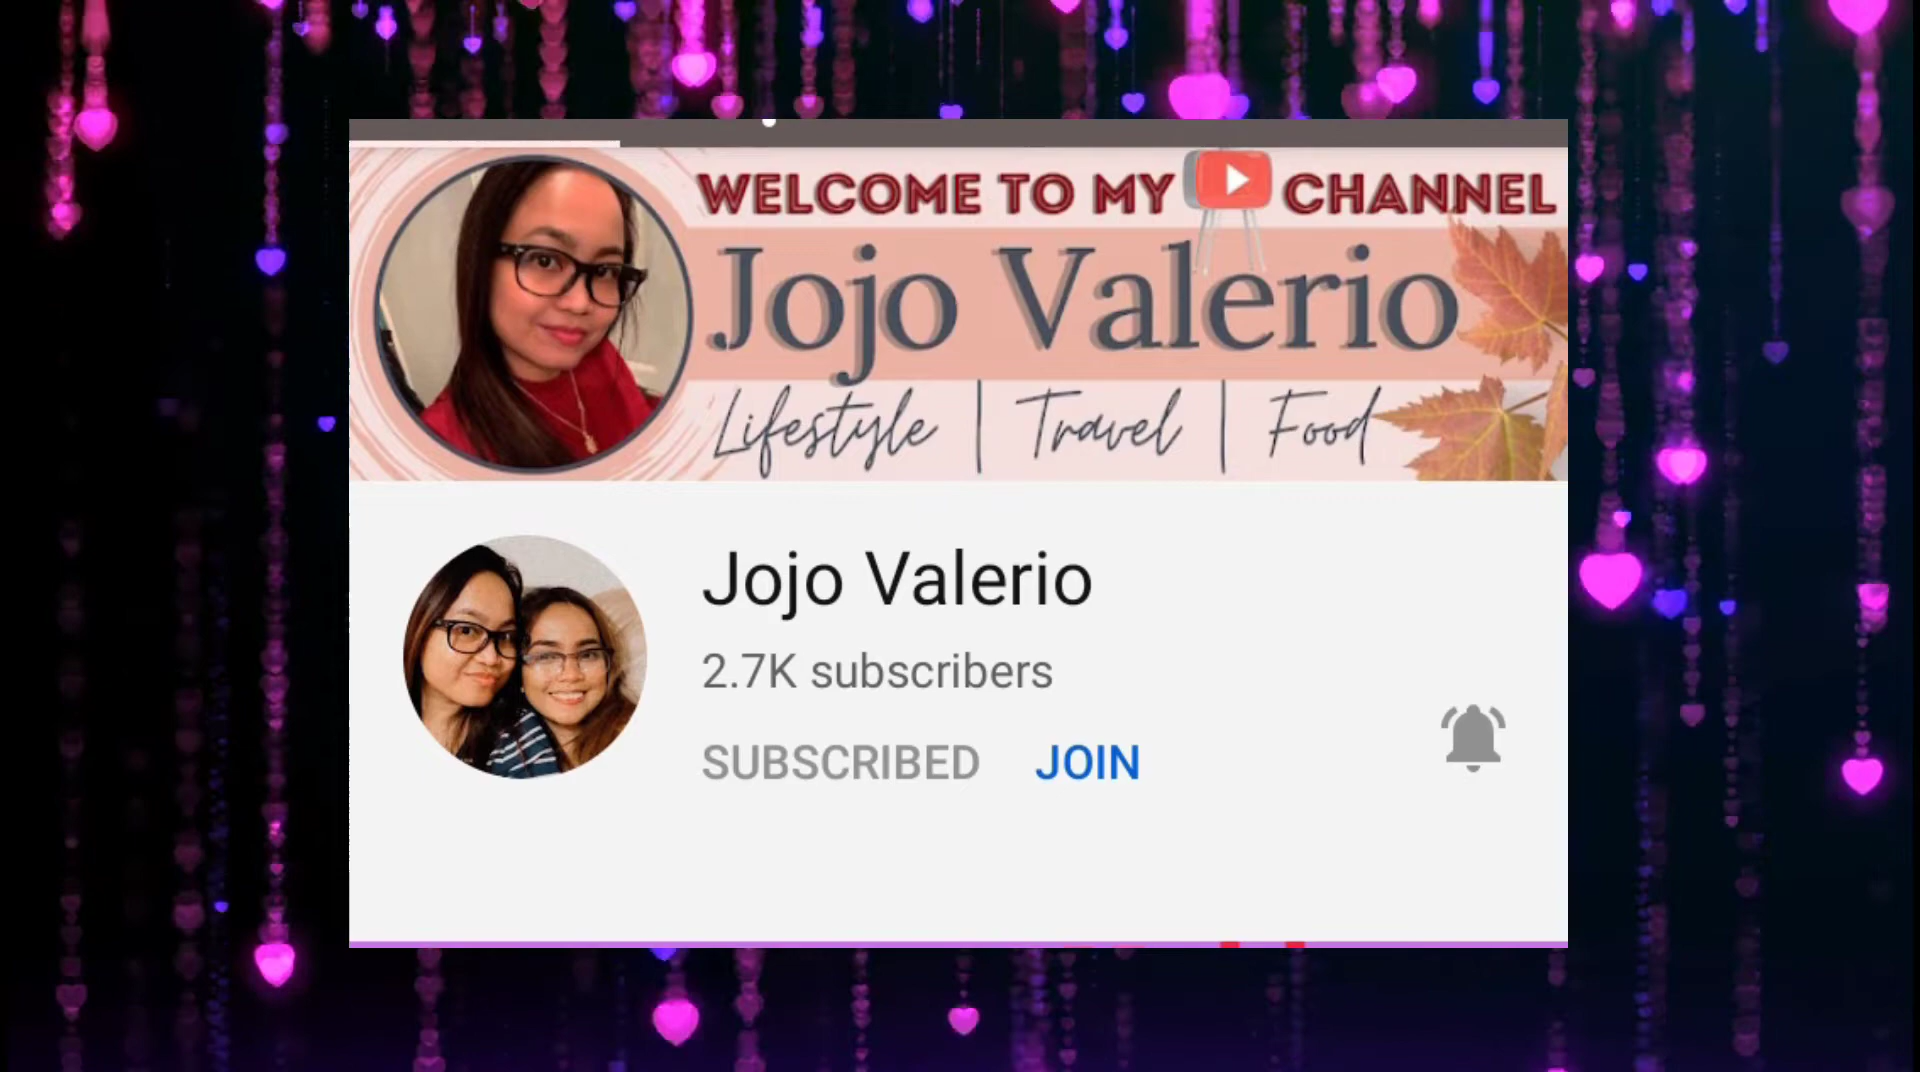 WELCOME TO MY CHANNEL
Jojo Valerio
Lifestyle | Travel | Food
Jojo Valerio
2.7K subscribers
SUBSCRIBED JOIN